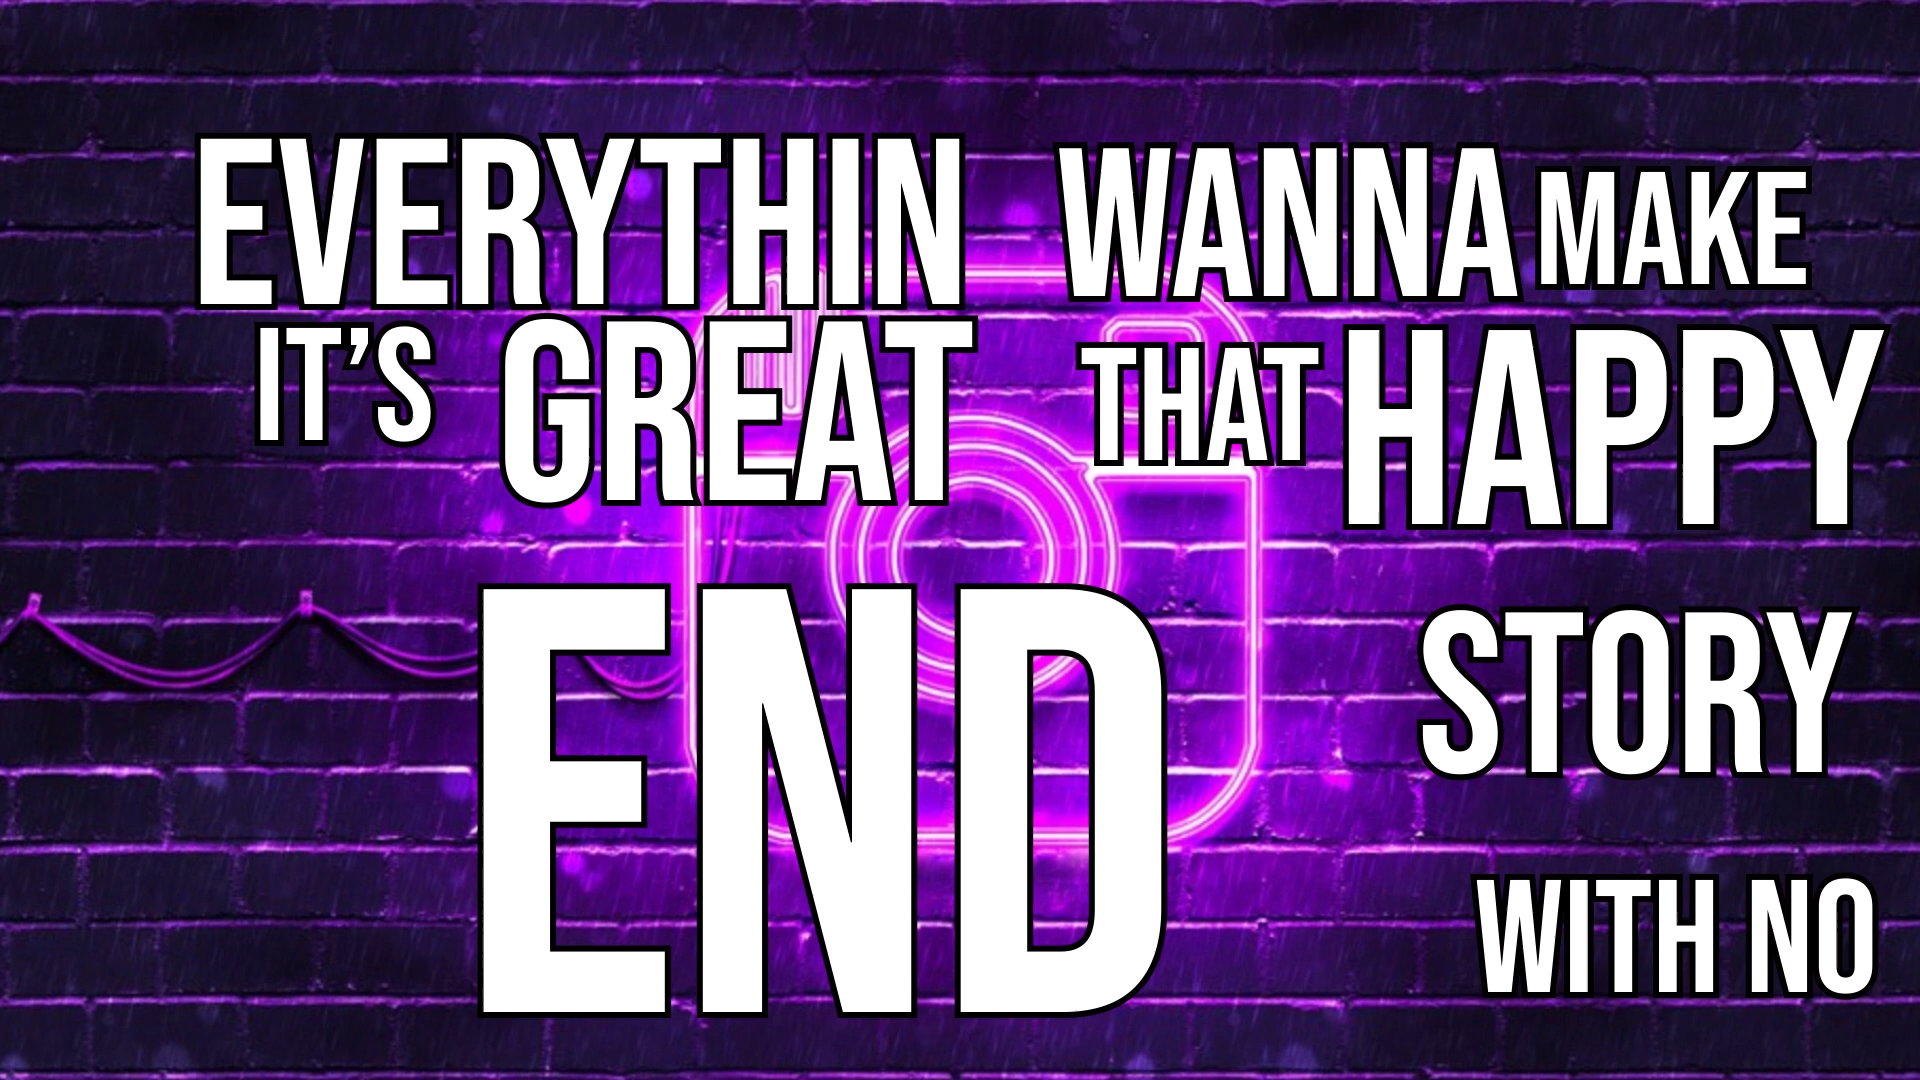 EVERYTHIN
IT'S GREAT
WANNA MAKE
THAT HAPPY
STORY
WITH NO
END